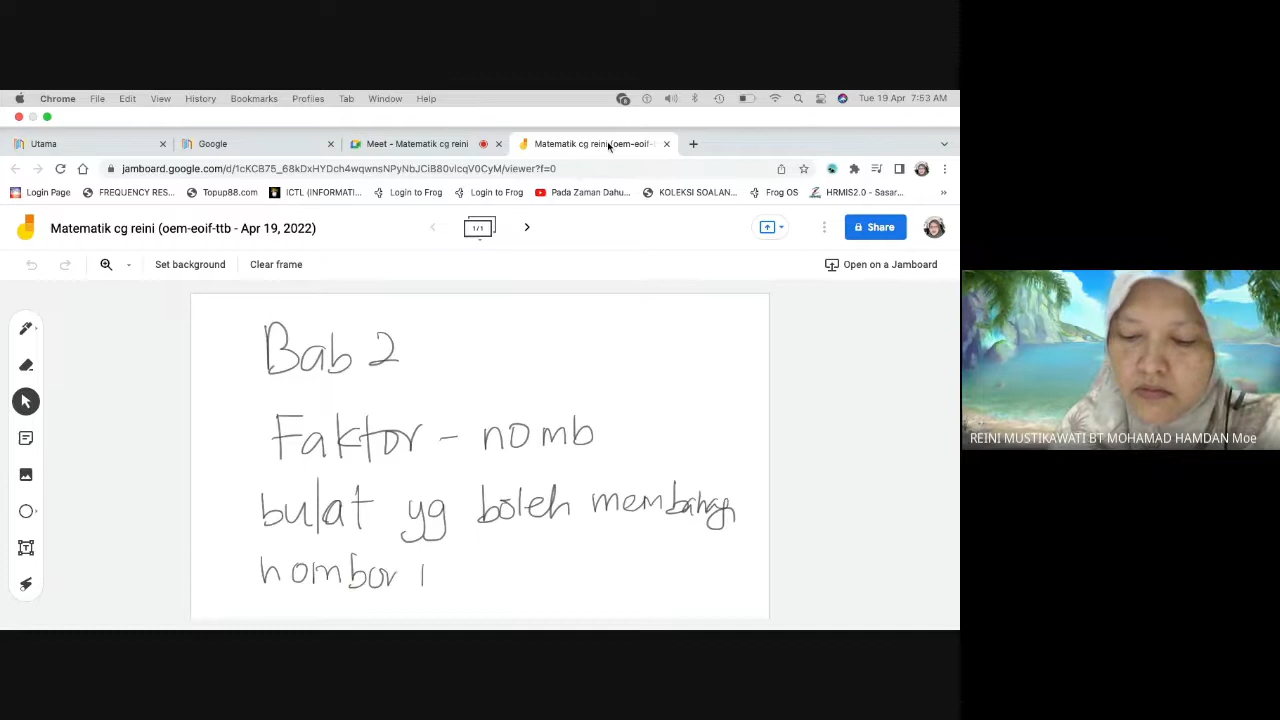 Chrome File Edit View History Bookmarks Profiles Tab Window Help Tue 19 Apr 7:53 AM
Utama Google Meet - Matematik cg reini Matematik cg reini (oem-eoif-
jamboard.google.com/d/1cKCB75_68kDxHYDch4wqwnsNPyNbJCiB80vIcqV0CyM/viewer?f=0
Login Page FREQUENCY RES... Topup88.com ICTL (INFORMATI... Login to Frog Login to Frog Pada Zaman Dahu... KOLEKSI SOALAN... Frog OS HRMIS2.0 - Sasar...
Matematik cg reini (oem-eoif-ttb - Apr 19, 2022) 1/1 Share
Set background Clear frame Open on a Jamboard
Bab 2
Faktor - nomb
bulat yg boleh membahagi
nombor i
REINI MUSTIKAWATI BT MOHAMAD HAMDAN Moe